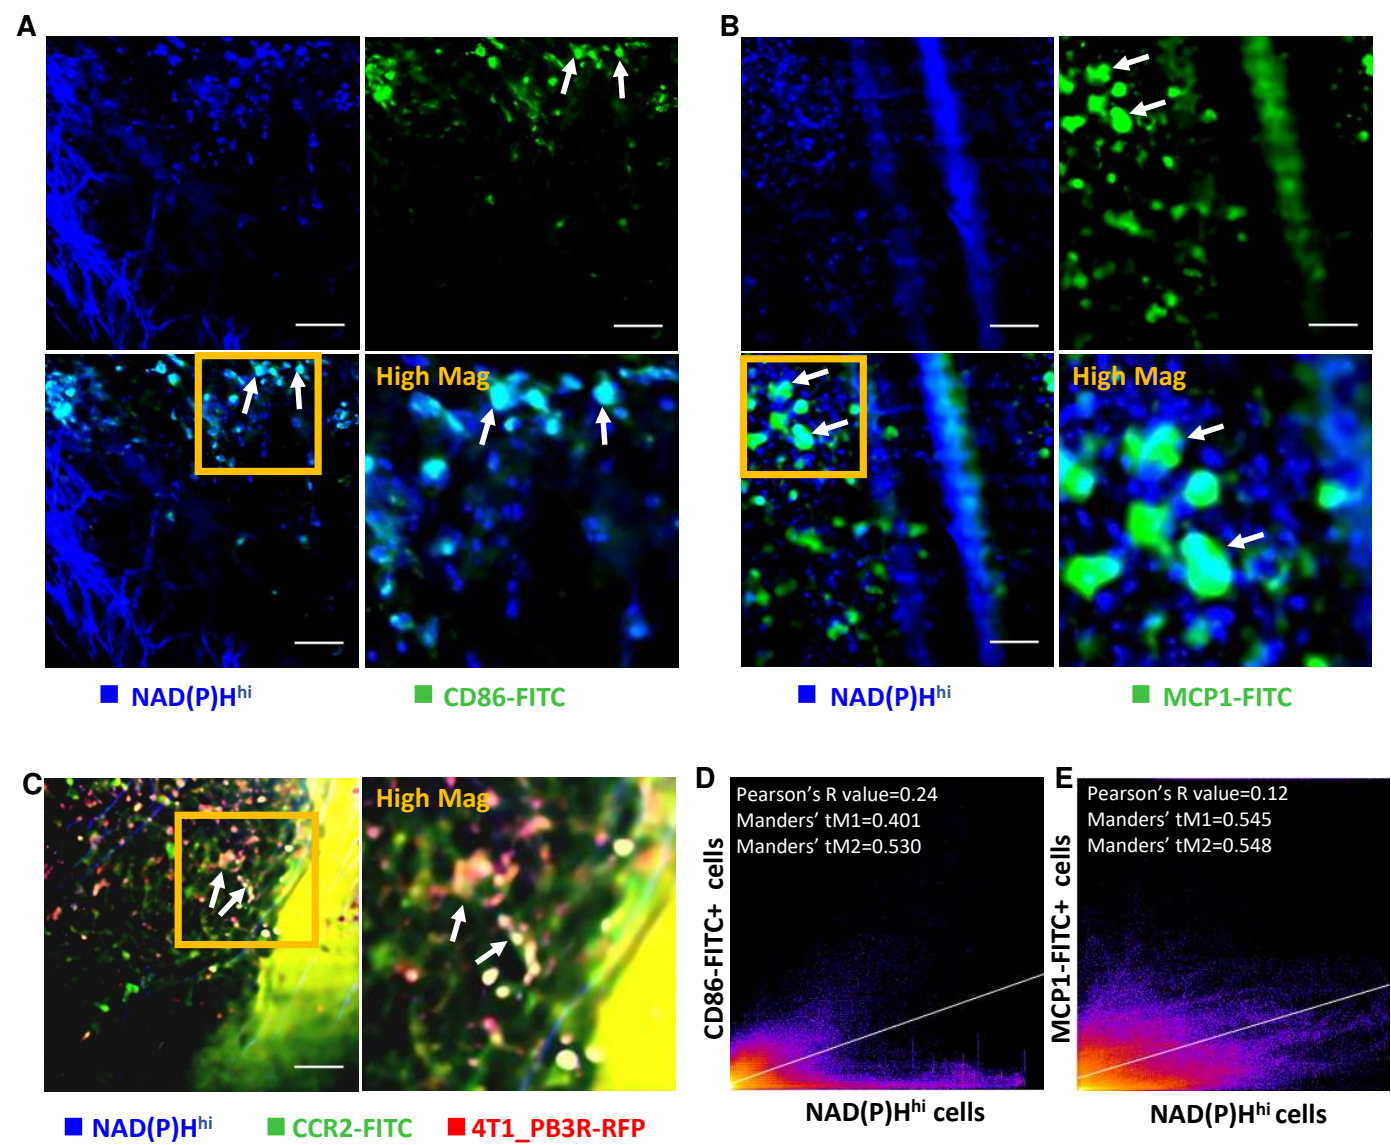 A
B
High Mag
High Mag
NAD(P)Hhi
CD86-FITC
NAD(P)Hhi
MCP1-FITC
C
High Mag
NAD(P)Hhi
CCR2-FITC
4T1_PB3R-RFP
D
Pearson's R value=0.24
Manders' tM1=0.401
Manders' tM2=0.530
CD86-FITC+ cells
NAD(P)Hhi cells
E
Pearson's R value=0.12
Manders' tM1=0.545
Manders' tM2=0.548
MCP1-FITC+ cells
NAD(P)Hhi cells